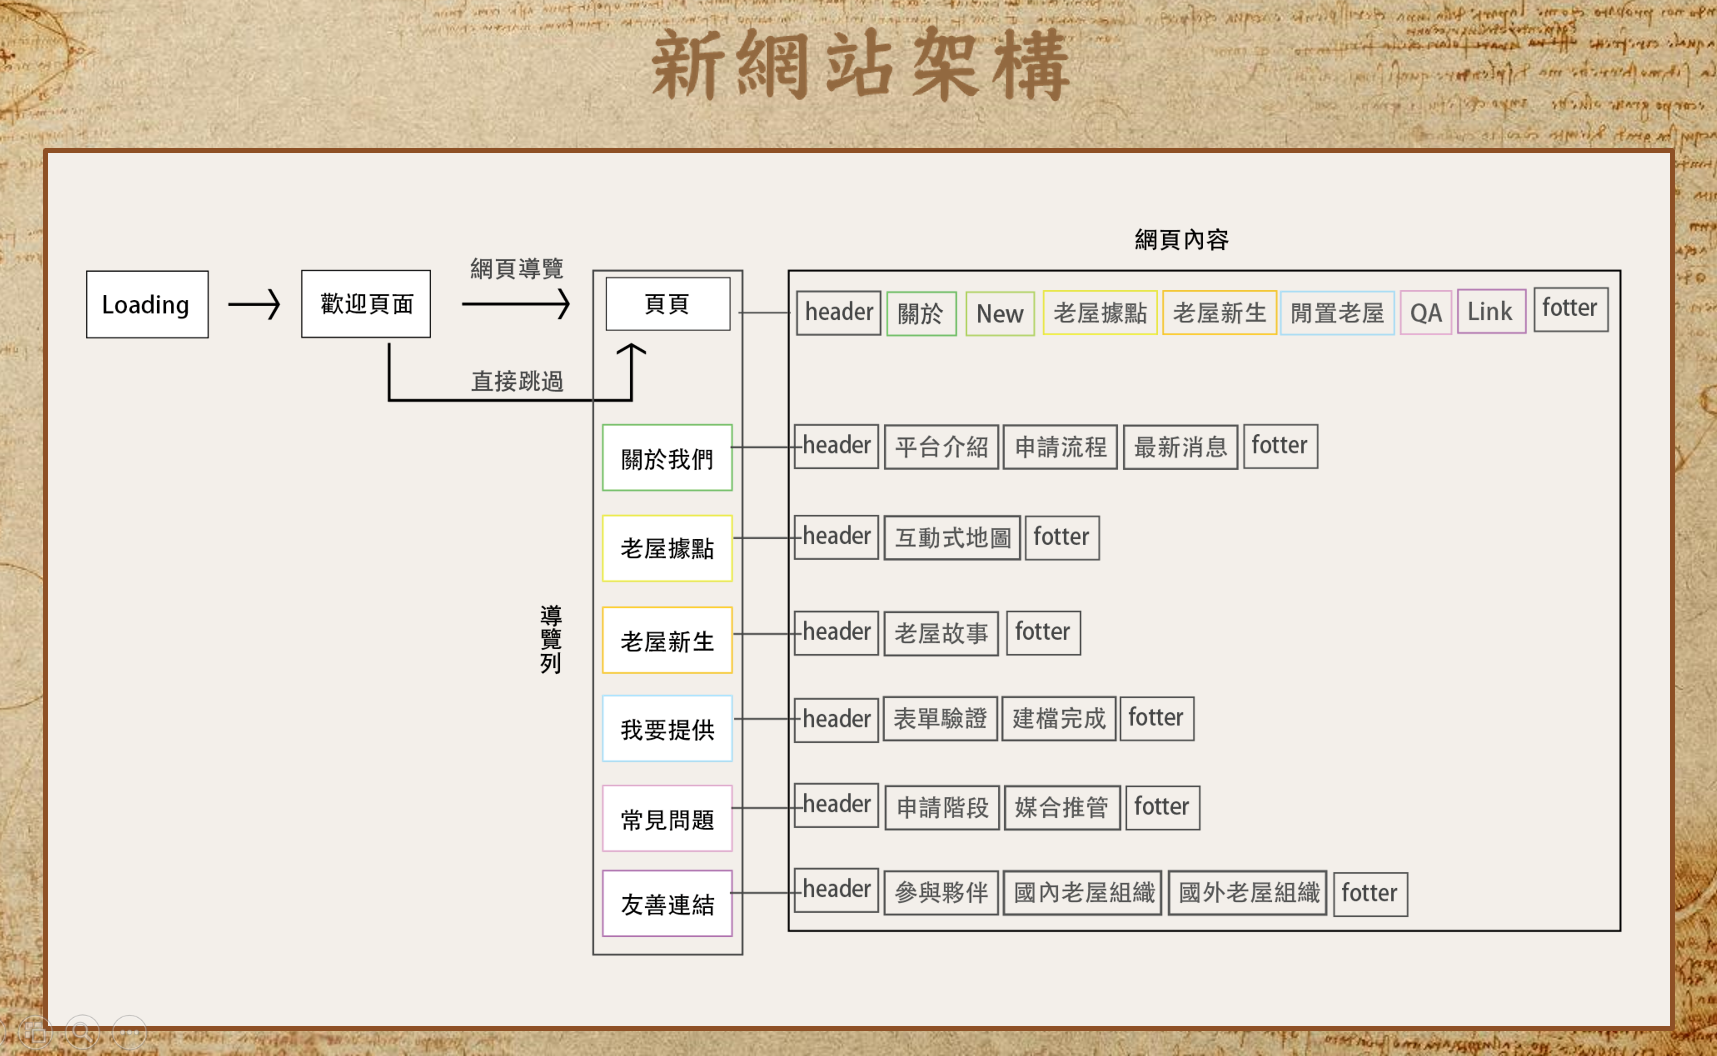 新網站架構
網頁內容
Loading
歡迎頁面
網頁導覽
直接跳過
導覽列
頁頁
header 關於 New 老屋據點 老屋新生 閒置老屋 QA Link fotter
關於我們
header 平台介紹 申請流程 最新消息 fotter
老屋據點
header 互動式地圖 fotter
老屋新生
header 老屋故事 fotter
我要提供
header 表單驗證 建檔完成 fotter
常見問題
header 申請階段 媒合推管 fotter
友善連結
header 參與夥伴 國內老屋組織 國外老屋組織 fotter